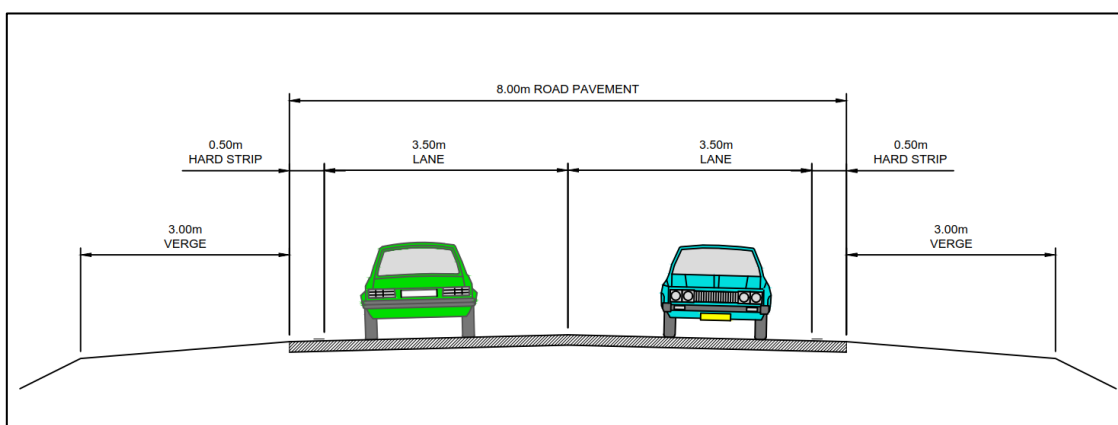 8.00m ROAD PAVEMENT
0.50m
HARD STRIP
3.50m
LANE
3.50m
LANE
0.50m
HARD STRIP
3.00m
VERGE
3.00m
VERGE